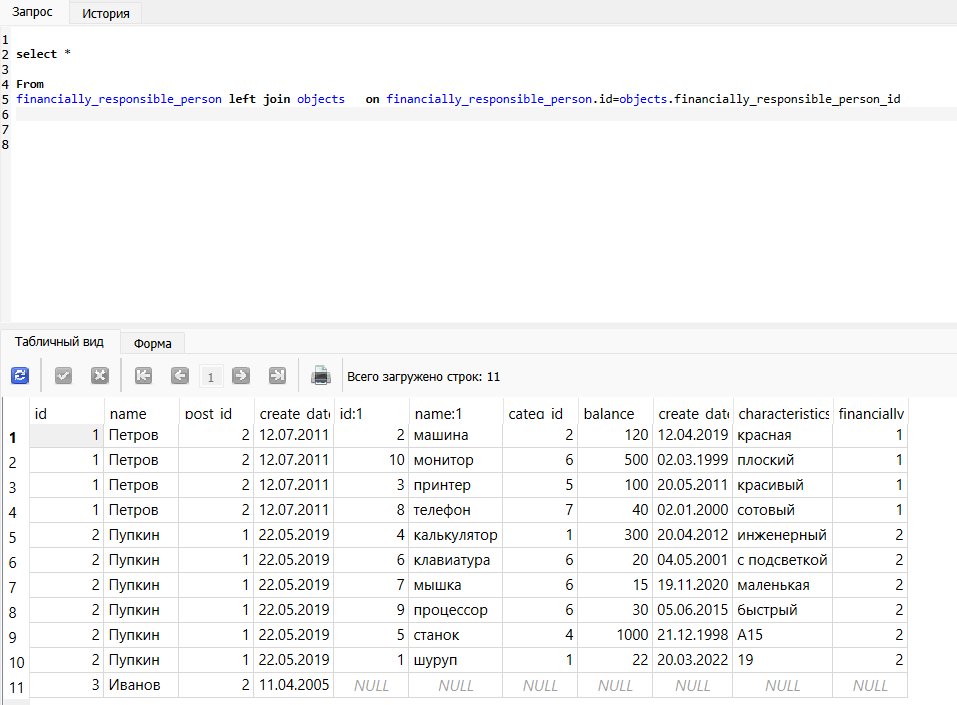 Запрос История
1
2 select *
3
4 From
5 financially_responsible_person left join objects on financially_responsible_person.id=objects.financially_responsible_person_id
6
7
8
Табличный вид Форма
1 Всего загружено строк: 11
id name post_id create_date id:1 name:1 categ_id balance create_date characteristics financially
1 1 Петров 2 12.07.2011 2 машина 2 120 12.04.2019 красная 1
2 1 Петров 2 12.07.2011 10 монитор 6 500 02.03.1999 плоский 1
3 1 Петров 2 12.07.2011 3 принтер 5 100 20.05.2011 красивый 1
4 1 Петров 2 12.07.2011 8 телефон 7 40 02.01.2000 сотовый 1
5 2 Пупкин 1 22.05.2019 4 калькулятор 1 300 20.04.2012 инженерный 2
6 2 Пупкин 1 22.05.2019 6 клавиатура 6 20 04.05.2001 с подсветкой 2
7 2 Пупкин 1 22.05.2019 7 мышка 6 15 19.11.2020 маленькая 2
8 2 Пупкин 1 22.05.2019 9 процессор 6 30 05.06.2015 быстрый 2
9 2 Пупкин 1 22.05.2019 5 станок 4 1000 21.12.1998 А15 2
10 2 Пупкин 1 22.05.2019 1 шуруп 1 22 20.03.2022 19 2
11 3 Иванов 2 11.04.2005 NULL NULL NULL NULL NULL NULL NULL